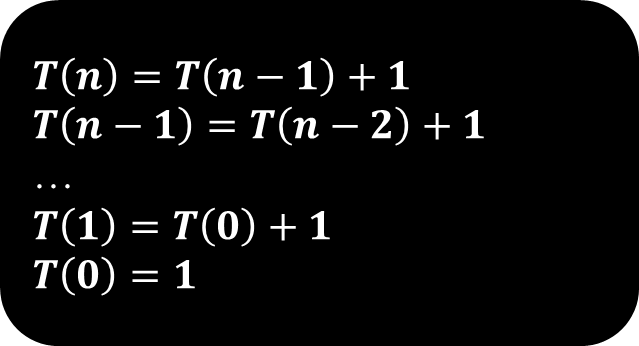 T(n) = T(n − 1) + 1
T(n − 1) = T(n − 2) + 1
...
T(1) = T(0) + 1
T(0) = 1